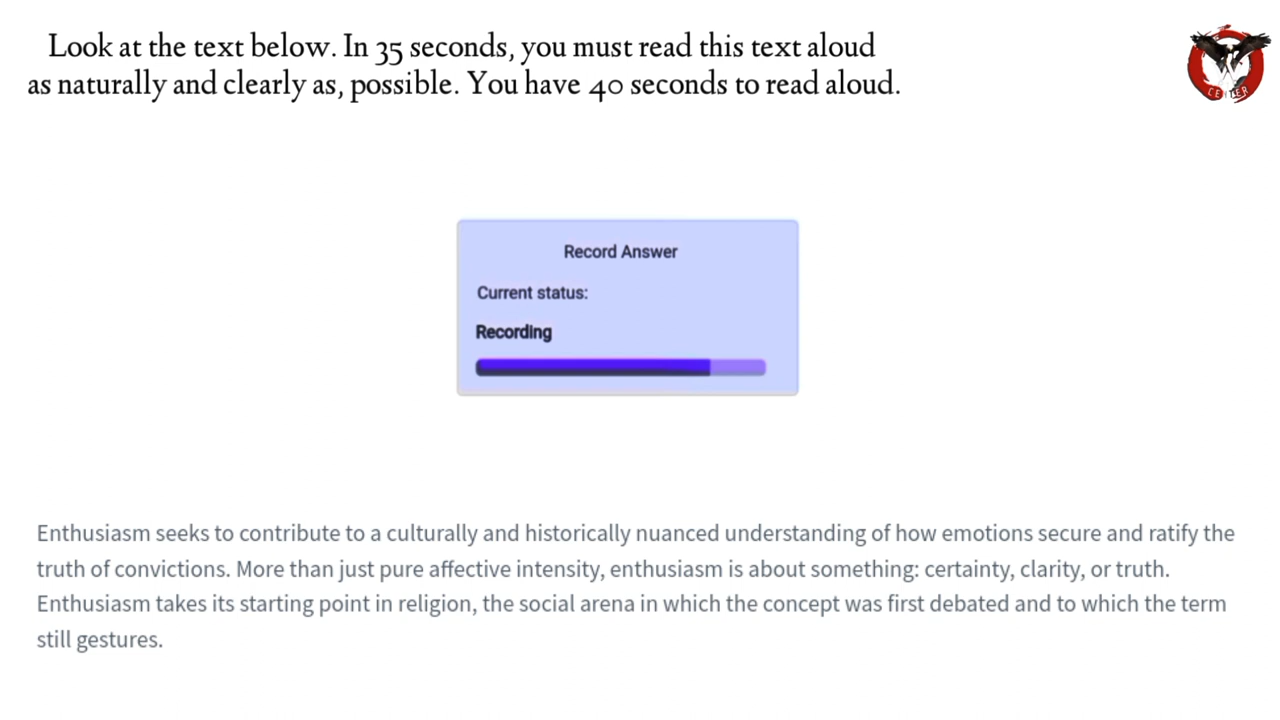 Look at the text below. In 35 seconds, you must read this text aloud
as naturally and clearly as, possible. You have 40 seconds to read aloud.
CENTER
Record Answer
Current status:
Recording
Enthusiasm seeks to contribute to a culturally and historically nuanced understanding of how emotions secure and ratify the
truth of convictions. More than just pure affective intensity, enthusiasm is about something: certainty, clarity, or truth.
Enthusiasm takes its starting point in religion, the social arena in which the concept was first debated and to which the term
still gestures.